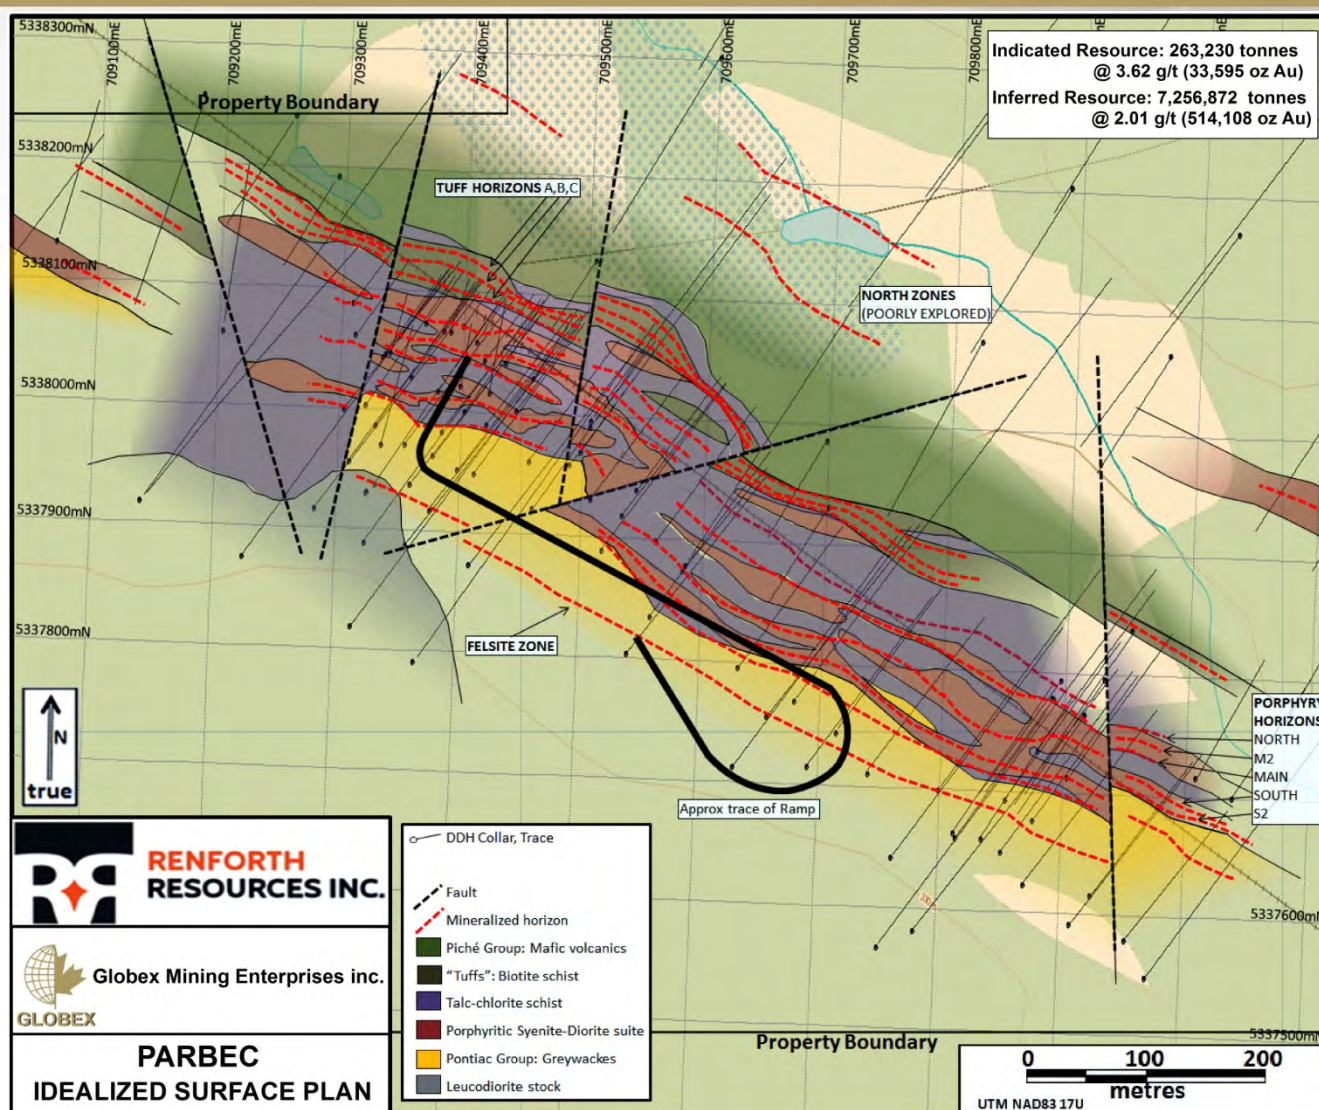 5338300mN
709100mE
709200mE
709300mE
709400mE
709500mE
709600mE
709700mE
709800mE
Indicated Resource: 263,230 tonnes
@ 3.62 g/t (33,595 oz Au)
Inferred Resource: 7,256,872 tonnes
@ 2.01 g/t (514,108 oz Au)
Property Boundary
5338200mN
TUFF HORIZONS A,B,C
5338100mN
NORTH ZONES
(POORLY EXPLORED)
5338000mN
5337900mN
5337800mN
FELSITE ZONE
N
true
PORPHYRY
HORIZONS
NORTH
M2
MAIN
SOUTH
S2
Approx trace of Ramp
RENFORTH
RESOURCES INC.
GLOBEX
Globex Mining Enterprises inc.
PARBEC
IDEALIZED SURFACE PLAN
DDH Collar, Trace
Fault
Mineralized horizon
Piché Group: Mafic volcanics
“Tuffs”: Biotite schist
Talc-chlorite schist
Porphyritic Syenite-Diorite suite
Pontiac Group: Greywackes
Leucodiorite stock
5337600mN
5337500mN
Property Boundary
0 100 200
metres
UTM NAD83 17U